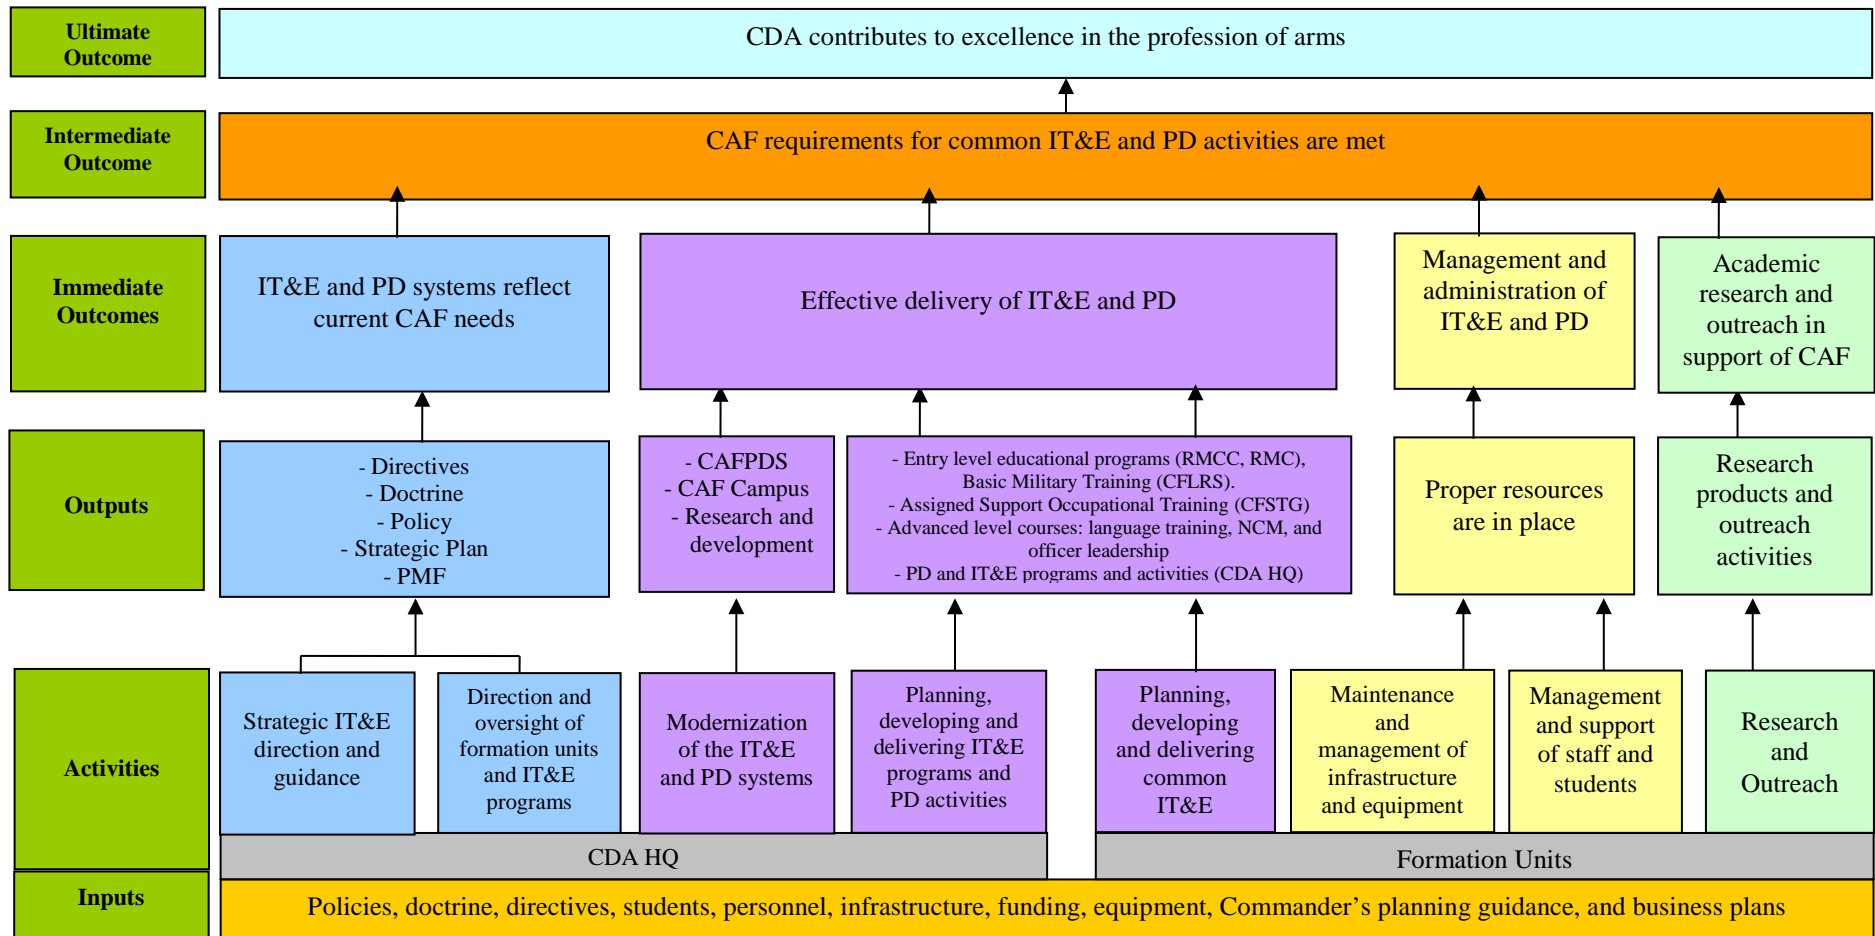 Ultimate
Outcome
CDA contributes to excellence in the profession of arms
Intermediate
Outcome
CAF requirements for common IT&E and PD activities are met
Immediate
Outcomes
IT&E and PD systems reflect
current CAF needs
Effective delivery of IT&E and PD
Management and
administration of
IT&E and PD
Academic
research and
outreach in
support of CAF
Outputs
- Directives
- Doctrine
- Policy
- Strategic Plan
- PMF
- CAFPDS
- CAF Campus
- Research and
development
- Entry level educational programs (RMCC, RMC),
Basic Military Training (CFLRS).
- Assigned Support Occupational Training (CFSTG)
- Advanced level courses: language training, NCM, and
officer leadership
- PD and IT&E programs and activities (CDA HQ)
Proper resources
are in place
Research
products and
outreach
activities
Activities
Strategic IT&E
direction and
guidance
Direction and
oversight of
formation units
and IT&E
programs
Modernization
of the IT&E
and PD systems
Planning,
developing and
delivering IT&E
programs and
PD activities
Planning,
developing
and delivering
common
IT&E
Maintenance
and
management of
infrastructure
and equipment
Management
and support
of staff and
students
Research
and
Outreach
CDA HQ
Formation Units
Inputs
Policies, doctrine, directives, students, personnel, infrastructure, funding, equipment, Commander’s planning guidance, and business plans